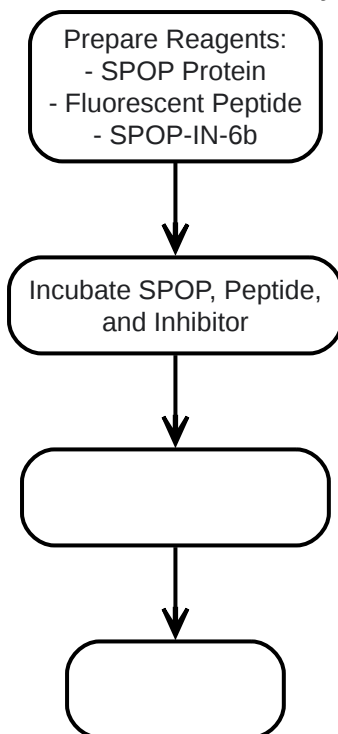 Prepare Reagents:
- SPOP Protein
- Fluorescent Peptide
- SPOP-IN-6b
Incubate SPOP, Peptide,
and Inhibitor